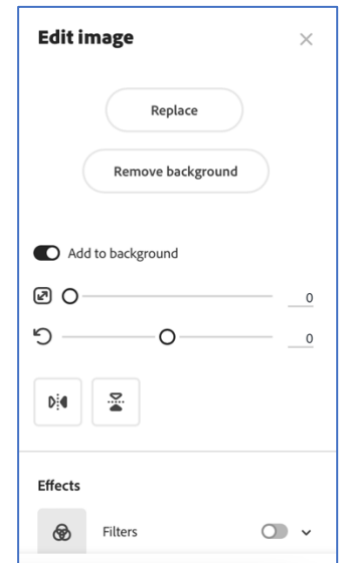 Edit image
Replace
Remove background
Add to background
0
0
Effects
Filters